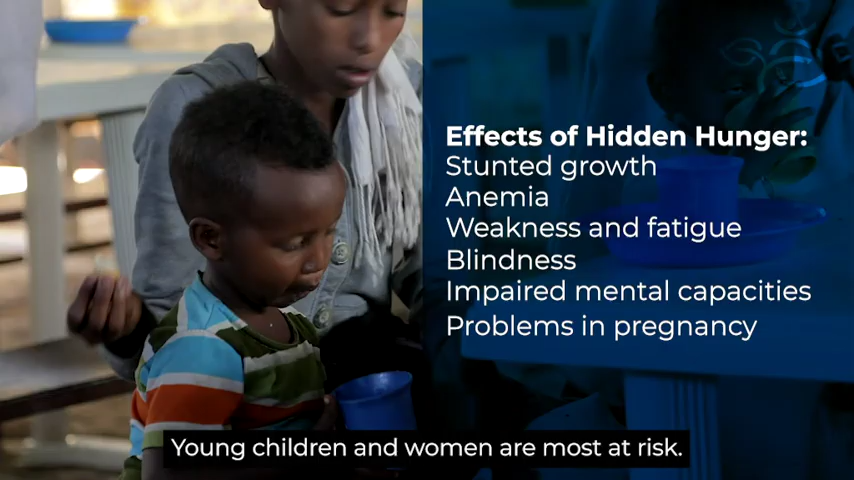 Effects of Hidden Hunger:
Stunted growth
Anemia
Weakness and fatigue
Blindness
Impaired mental capacities
Problems in pregnancy
Young children and women are most at risk.